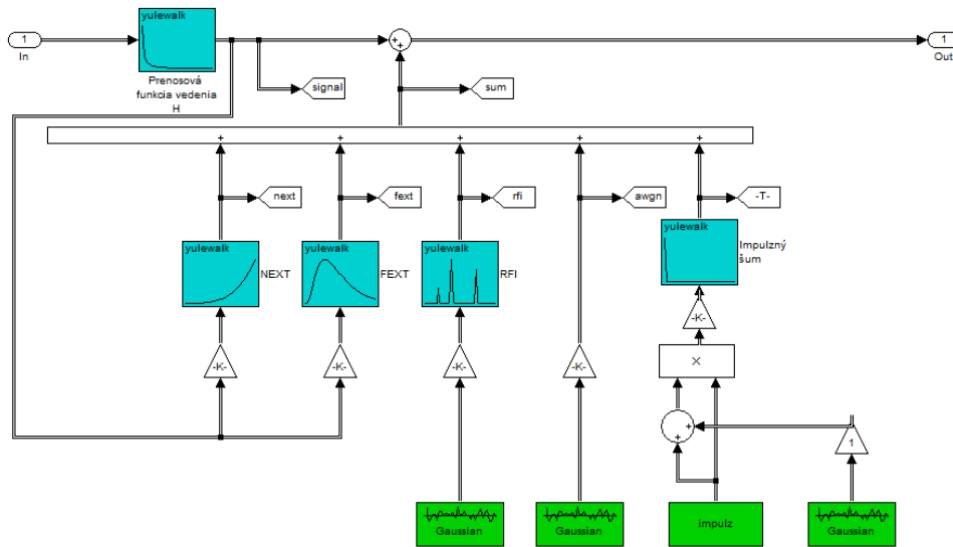 yulewalk
1
In
Prenosová
funkcia vedenia
H
+
+
1
Out
signal
sum
+
+
+
+
+
next
fext
rfi
awgn
-T-
yulewalk
NEXT
yulewalk
FEXT
yulewalk
RFI
yulewalk
Impulzný
šum
-K-
-K-
-K-
-K-
-K-
×
+
+
1
Gaussian
Gaussian
impulz
Gaussian